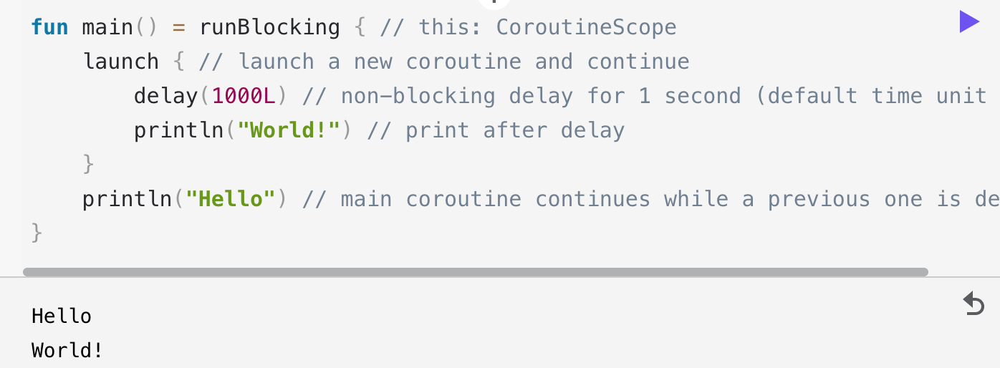 fun main() = runBlocking { // this: CoroutineScope
    launch { // launch a new coroutine and continue
        delay(1000L) // non-blocking delay for 1 second (default time unit
        println("World!") // print after delay
    }
    println("Hello") // main coroutine continues while a previous one is de
}
Hello
World!